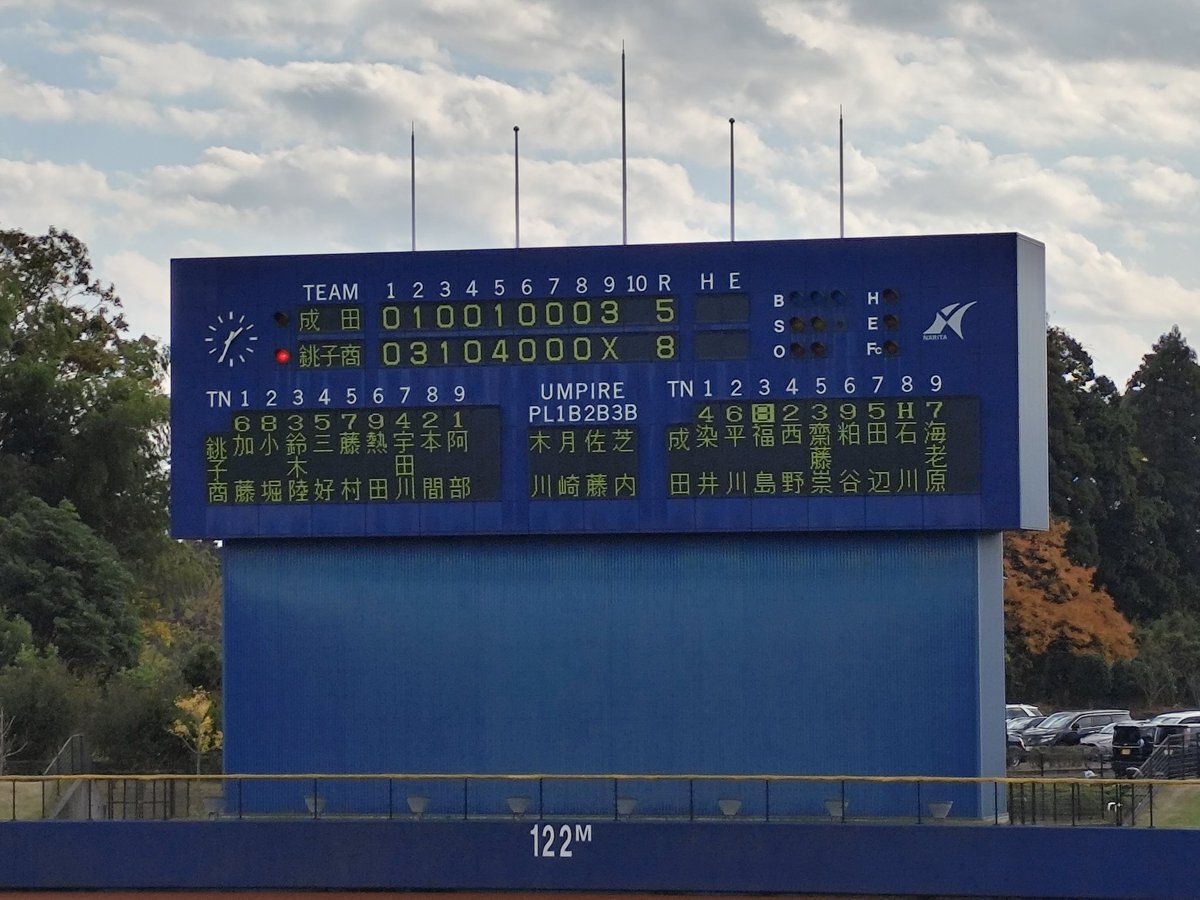 TEAM 1 2 3 4 5 6 7 8 9 10 R H E
成田 0 1 0 0 1 0 0 0 3 5
銚子商 0 3 1 0 4 0 0 0 X 8
B
S
O
H
E
Fc
NARITA
TN 1 2 3 4 5 6 7 8 9
6 8 3 5 7 9 4 2 1
銚子商 加藤 小堀 鈴木陸 三好 藤村 熱田 宇田川 本間 阿部
UMPIRE
PL 1B 2B 3B
木川 月崎 佐藤 芝内
TN 1 2 3 4 5 6 7 8 9
4 6 8 2 3 9 5 H 7
成田 染井 平川 福島 西野 齋藤崇 粕谷 田辺 石川 海老原
122M